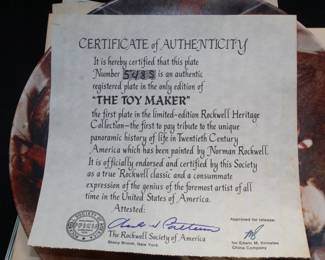 CERTIFICATE of AUTHENTICITY
It is hereby certified that this plate
Number 5488 S is an authentic
registered plate in the only edition of
"THE TOY MAKER"
the first plate in the limited-edition Rockwell Heritage
Collection—the first to pay tribute to the unique
panoramic history of life in Twentieth Century
America which has been painted by Norman Rockwell.
It is officially endorsed and certified by this Society
as a true "Rockwell classic" and a consummate
expression of the genius of the foremost artist of all
time in the United States of America.
Attested:
Approved for release:
The Rockwell Society of America
Stony Brook, New York
for Edwin M. Knowles
China Company